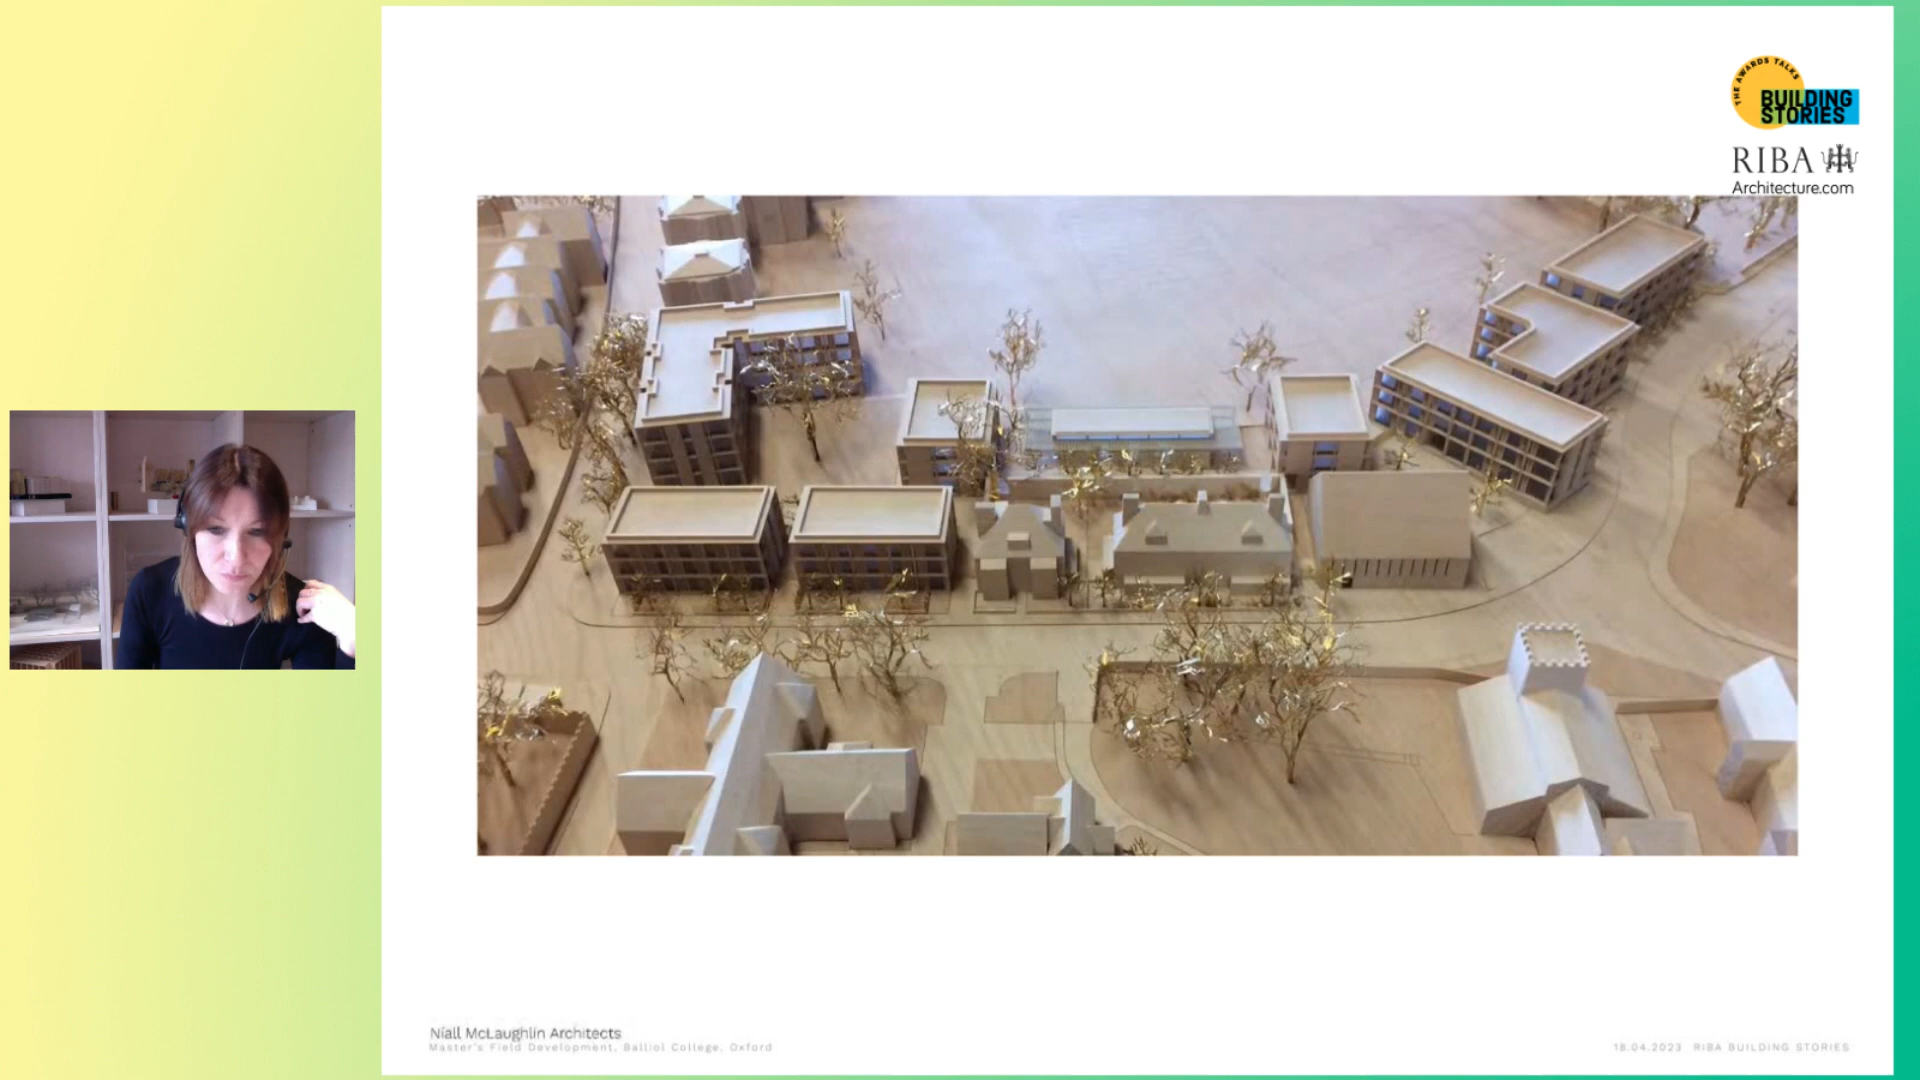 THE AWARDS TALKS
BUILDING
STORIES
RIBA
Architecture.com
Níall McLaughlin Architects
Master's Field Development, Balliol College, Oxford
18.04.2023 RIBA BUILDING STORIES